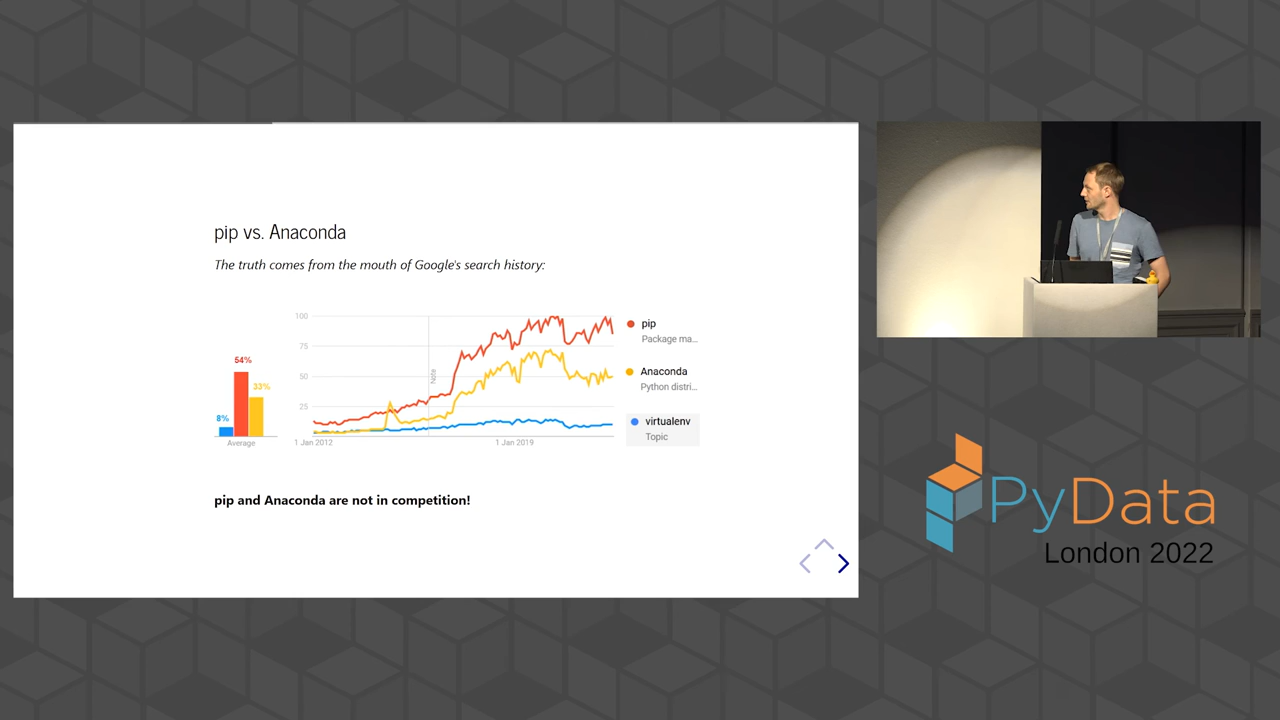 pip vs. Anaconda
The truth comes from the mouth of Google's search history:
100
75
50
25
Note
1 Jan 2012
1 Jan 2019
54%
33%
8%
Average
pip
Package ma...
Anaconda
Python distri...
virtualenv
Topic
pip and Anaconda are not in competition!
PyData
London 2022